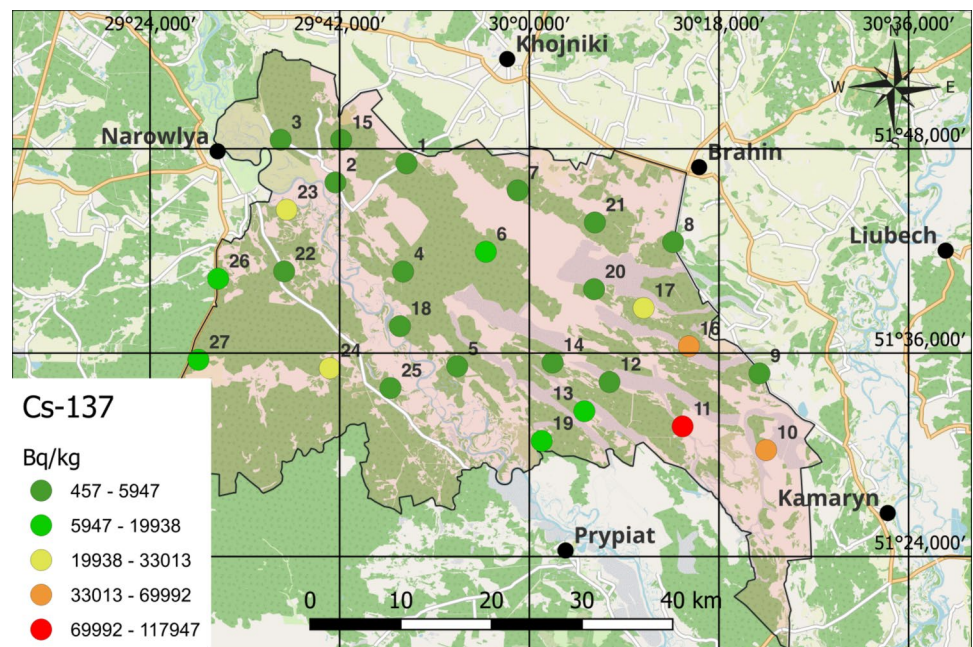 29°24,000′ 29°42,000′ 30°00,000′ 30°18,000′ 30°36,000′
Khojniki
N
W E
S
3 15
51°48,000′
Narowlya
1
Brahin
2
7
23
21
8
Liubech
6
4
22
26
20
17
18
16
51°36,000′
27
24
5
14
12
9
25
13
11
19
10
Cs-137
Bq/kg
457 - 5947
5947 - 19938
19938 - 33013
33013 - 69992
69992 - 117947
Kamaryn
Prypiat
51°24,000′
0 10 20 30 40 km